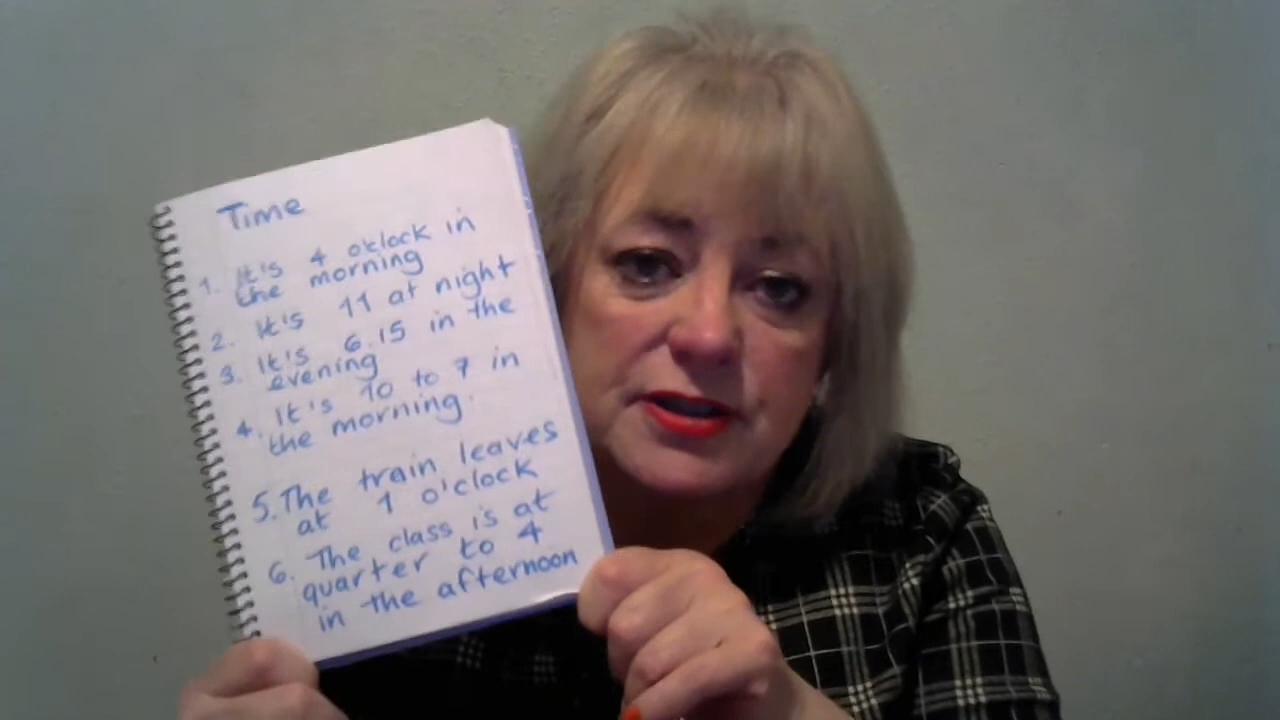 Time
1. It's 4 o'clock in
the morning
2. It's 11 at night
3. It's 6.15 in the
evening
4. It's 10 to 7 in
the morning.
5. The train leaves
at 1 o'clock
6. The class is at
quarter to 4
in the afternoon